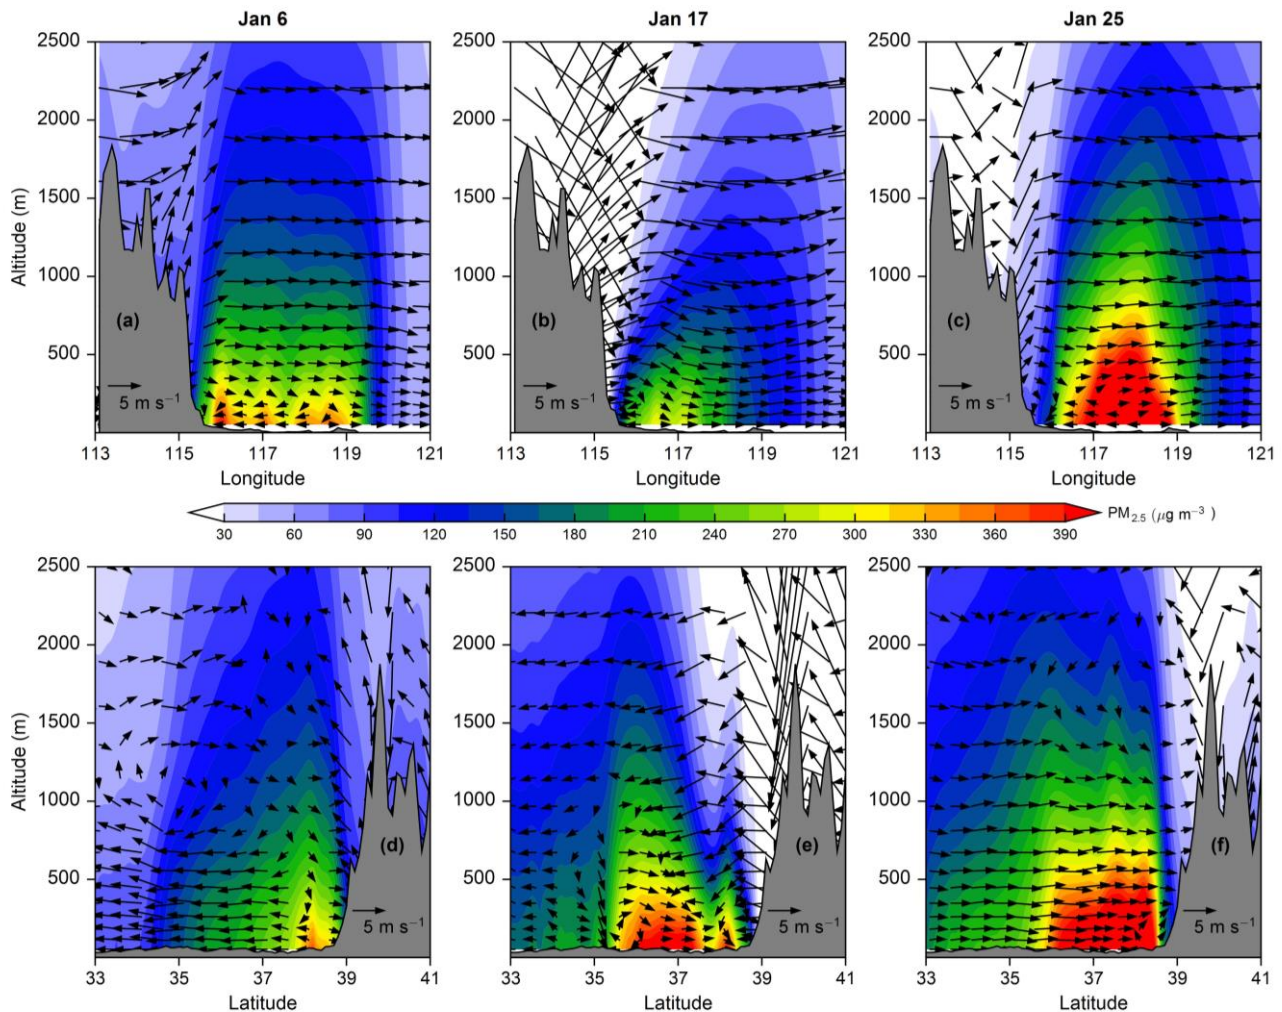 Jan 6
Jan 17
Jan 25
2500
2000
1500
1000
500
Altitude (m)
(a)
5 m s⁻¹
113 115 117 119 121
Longitude
2500
2000
1500
1000
500
(b)
5 m s⁻¹
113 115 117 119 121
Longitude
2500
2000
1500
1000
500
(c)
5 m s⁻¹
113 115 117 119 121
Longitude
30 60 90 120 150 180 210 240 270 300 330 360 390
PM₂.₅ (μg m⁻³ )
2500
2000
1500
1000
500
Altitude (m)
(d)
5 m s⁻¹
33 35 37 39 41
Latitude
2500
2000
1500
1000
500
(e)
5 m s⁻¹
33 35 37 39 41
Latitude
2500
2000
1500
1000
500
(f)
5 m s⁻¹
33 35 37 39 41
Latitude